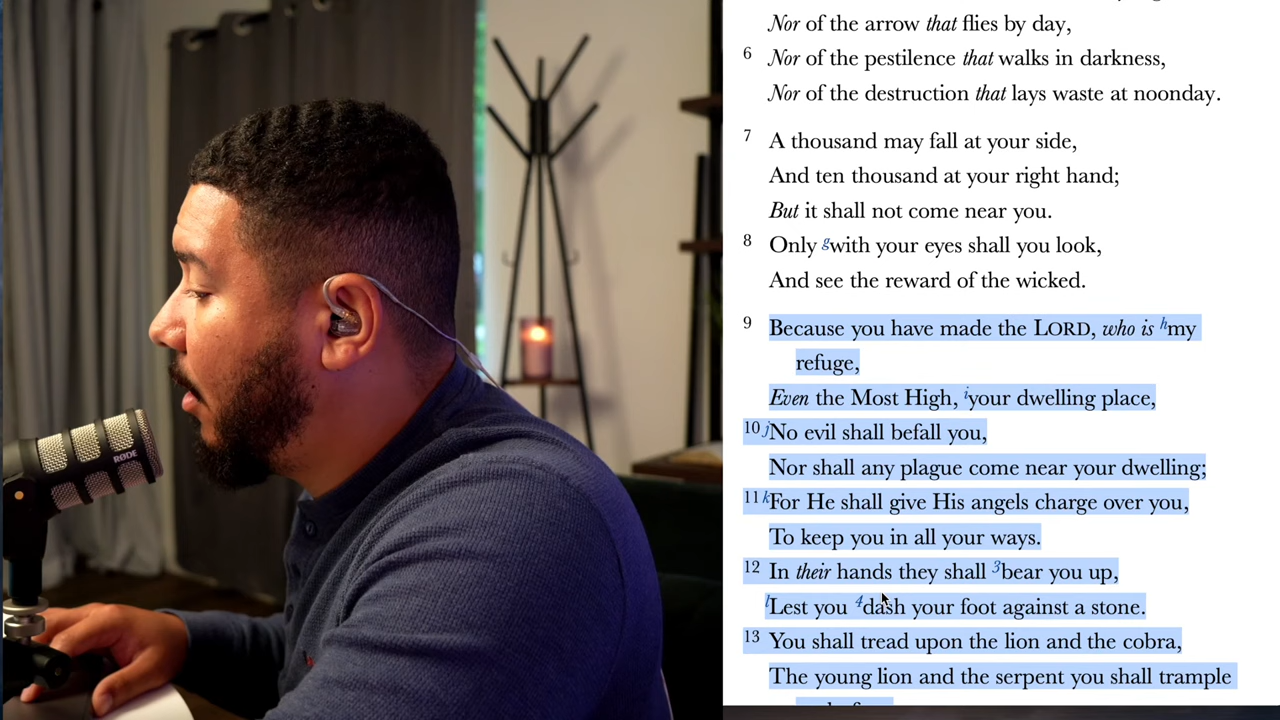 Nor of the arrow that flies by day,
6 Nor of the pestilence that walks in darkness,
Nor of the destruction that lays waste at noonday.
7 A thousand may fall at your side,
And ten thousand at your right hand;
But it shall not come near you.
8 Only g with your eyes shall you look,
And see the reward of the wicked.
9 Because you have made the LORD, who is h my
refuge,
Even the Most High, i your dwelling place,
10 j No evil shall befall you,
Nor shall any plague come near your dwelling;
11 k For He shall give His angels charge over you,
To keep you in all your ways.
12 In their hands they shall 3 bear you up,
l Lest you 4 dash your foot against a stone.
13 You shall tread upon the lion and the cobra,
The young lion and the serpent you shall trample
RØDE